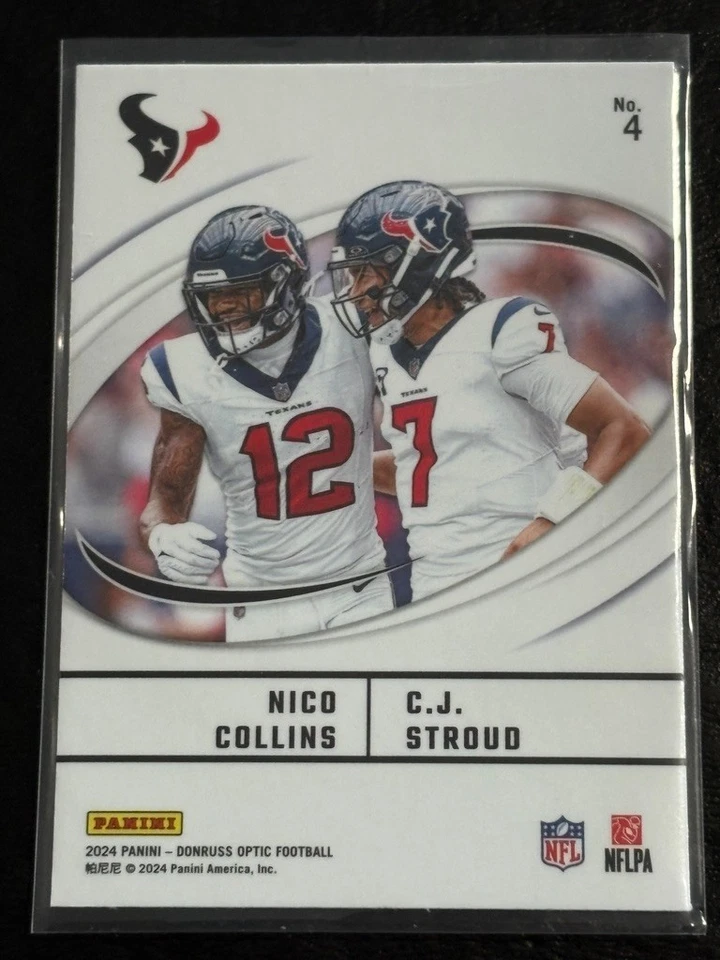 No.
4
TEXANS
12
TEXANS
7
7
NICO
COLLINS
C.J.
STROUD
PANINI
2024 PANINI – DONRUSS OPTIC FOOTBALL
帕尼尼 © 2024 Panini America, Inc.
NFL
NFLPA